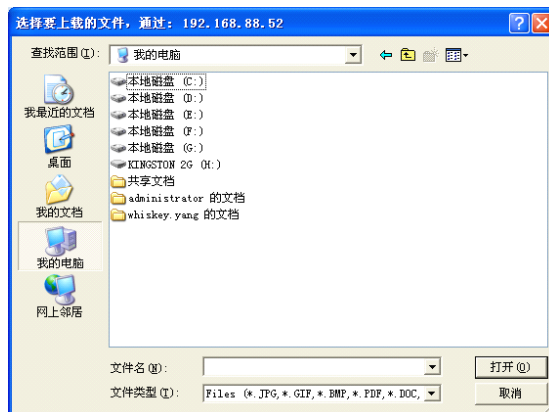 选择要上载的文件，通过: 192.168.88.52
查找范围(I):
我的电脑
我最近的文档
桌面
我的文档
我的电脑
网上邻居
本地磁盘 (C:)
本地磁盘 (D:)
本地磁盘 (E:)
本地磁盘 (F:)
本地磁盘 (G:)
KINGSTON 2G (H:)
共享文档
administrator 的文档
whiskey.yang 的文档
文件名(N):
打开(O)
文件类型(T):
Files (*.JPG,*.GIF,*.BMP,*.PDF,*.DOC,
取消